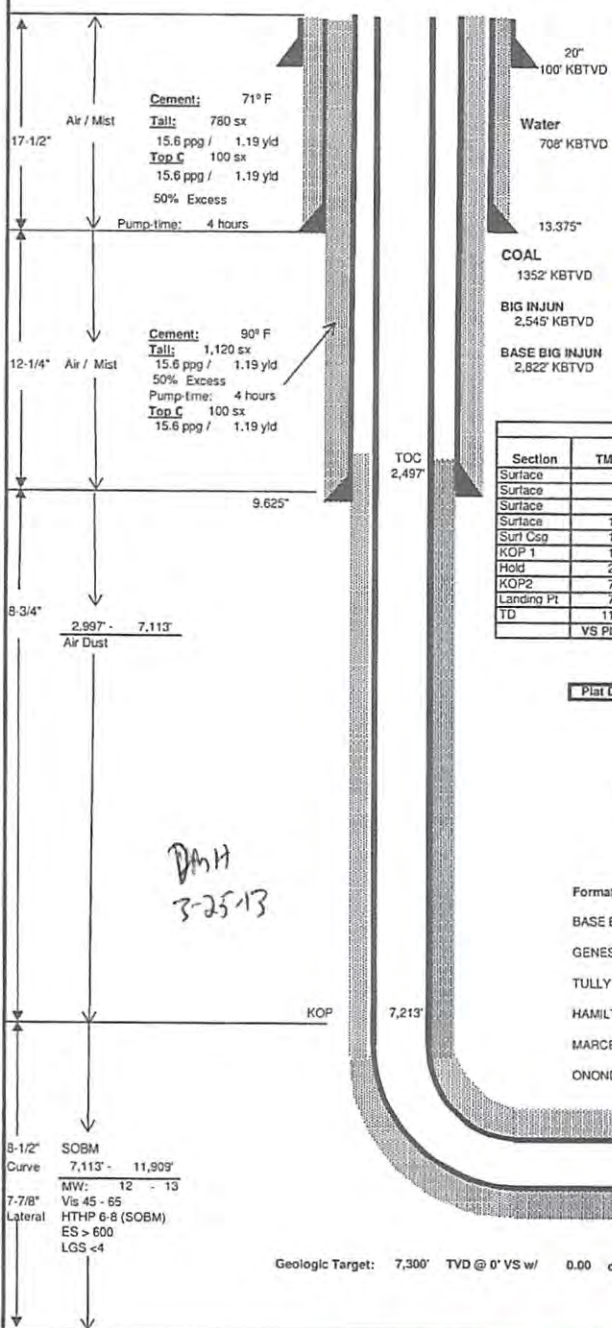 20"
100' KBTVD
Cement: 71° F
Air / Mist
Tail: 780 sx
15.6 ppg / 1.19 yld
Water
17-1/2"
708' KBTVD
Top C 100 sx
15.6 ppg / 1.19 yld
50% Excess
Pump-time: 4 hours
13.375"
COAL
1352' KBTVD
BIG INJUN
2,545' KBTVD
Cement: 90° F
Tail: 1,120 sx
BASE BIG INJUN
2,822' KBTVD
12-1/4"
Air / Mist
15.6 ppg / 1.19 yld
50% Excess
Pump-time: 4 hours
Top C 100 sx
15.6 ppg / 1.19 yld
TOC
2,497'
9.625"
Section
Surface
Surface
Surface
Surface
Surf Csg
KOP 1
Hold
KOP2
Landing Pt
TD
8-3/4"
2,997' - 7,113'
Air Dust
Plat
DMH
3-25-13
BASE
TULLY
KOP
7,213'
8-1/2"
Curve
SOBM
7,113' - 11,909'
MW: 12 - 13
7-7/8"
Lateral
Vis 45 - 65
HTHP 6-8 (SOBM)
ES > 600
LGS <4
Geologic Target: 7,300' TVD @ 0' VS w/ 0.00